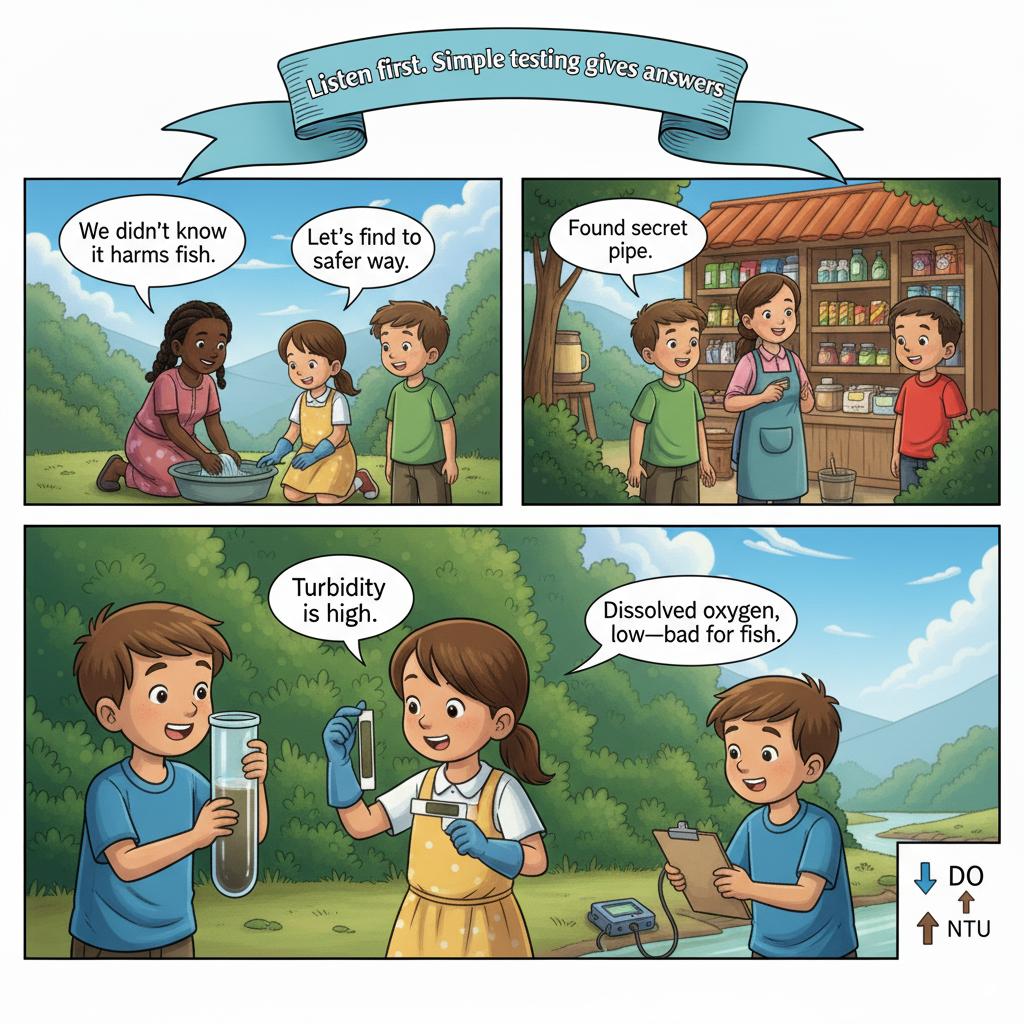 Listen first. Simple testing gives answers
We didn't know
it harms fish.
Let's find to
safer way.
Found secret
pipe.
Turbidity
is high.
Dissolved oxygen,
low—bad for fish.
DO
NTU